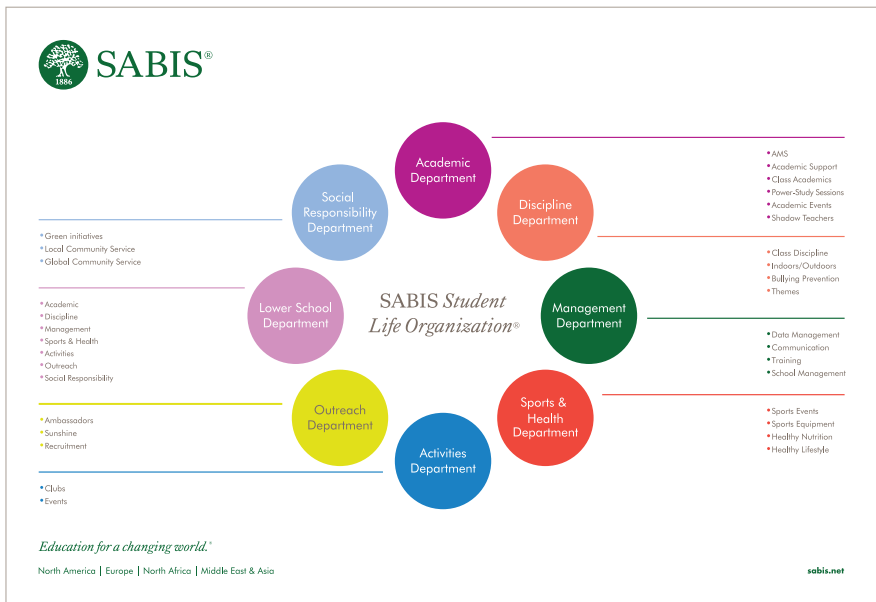 SABIS®
1886
Academic
Department
Social
Responsibility
Department
Discipline
Department
• AMS
• Academic Support
• Class Academics
• Power-Study Sessions
• Academic Events
• Shadow Teachers
• Green initiatives
• Local Community Service
• Global Community Service
• Class Discipline
• Indoors/Outdoors
• Bullying Prevention
• Themes
Lower School
Department
SABIS Student
Life Organization®
Management
Department
• Academic
• Discipline
• Management
• Sports & Health
• Activities
• Outreach
• Social Responsibility
• Data Management
• Communication
• Training
• School Management
Outreach
Department
Sports &
Health
Department
• Ambassadors
• Sunshine
• Recruitment
• Sports Events
• Sports Equipment
• Healthy Nutrition
• Healthy Lifestyle
Activities
Department
• Clubs
• Events
Education for a changing world.®
North America | Europe | North Africa | Middle East & Asia
sabis.net